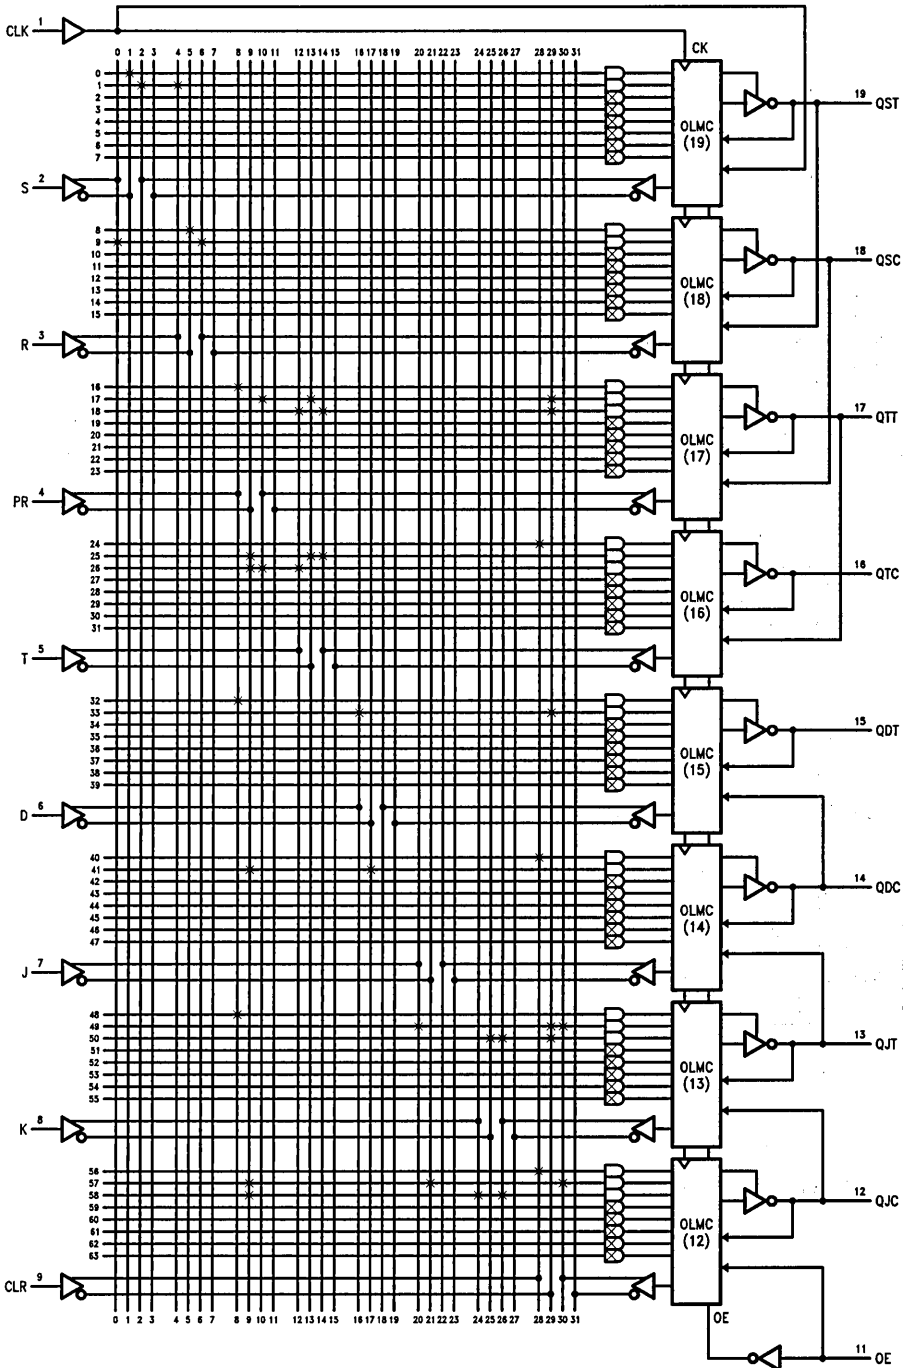 CLK 1
0 1 2 3 4 5 6 7 8 9 10 11 12 13 14 15 16 17 18 19 20 21 22 23 24 25 26 27 28 29 30 31
CK
0
1
2
3
4
5
6
7
OLMC
(19)
19 QST
S 2
8
9
10
11
12
13
14
15
OLMC
(18)
18 QSC
R 3
16
17
18
19
20
21
22
23
OLMC
(17)
17 QTT
PR 4
24
25
26
27
28
29
30
31
OLMC
(16)
16 QTC
T 5
32
33
34
35
36
37
38
39
OLMC
(15)
15 QDT
D 6
40
41
42
43
44
45
46
47
OLMC
(14)
14 QDC
J 7
48
49
50
51
52
53
54
55
OLMC
(13)
13 QJT
K 8
56
57
58
59
60
61
62
63
OLMC
(12)
12 QJC
CLR 9
0 1 2 3 4 5 6 7 8 9 10 11 12 13 14 15 16 17 18 19 20 21 22 23 24 25 26 27 28 29 30 31
OE
11 OE